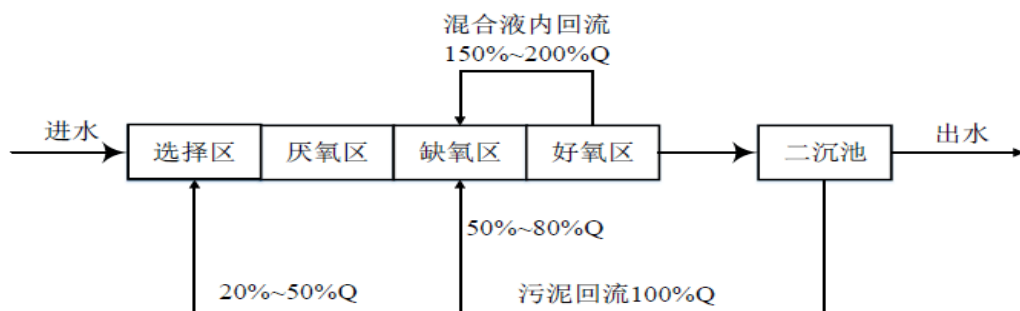 混合液内回流
150%~200%Q
进水
选择区
厌氧区
缺氧区
好氧区
二沉池
出水
50%~80%Q
20%~50%Q
污泥回流100%Q